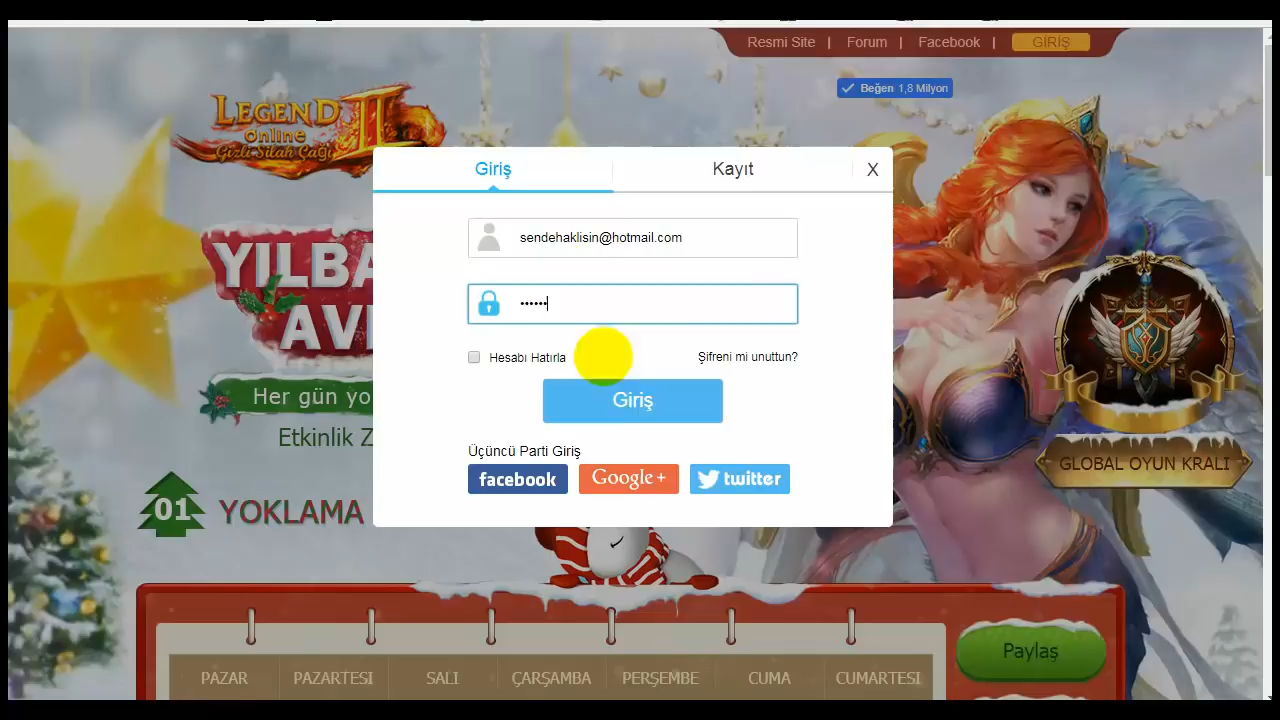 Resmi Site | Forum | Facebook | GİRİŞ
Beğen 1,8 Milyon
LEGEND II
Online
Gizli Silah Çağı
Giriş Kayıt X
sendehaklisin@hotmail.com
••••••
Hesabı Hatırla Şifreni mi unuttun?
Giriş
Üçüncü Parti Giriş
facebook Google+ twitter
YILBA
AVI
Her gün yo
Etkinlik Z
01 YOKLAMA
GLOBAL OYUN KRALI
Paylaş
PAZAR PAZARTESİ SALI ÇARŞAMBA PERŞEMBE CUMA CUMARTESİ